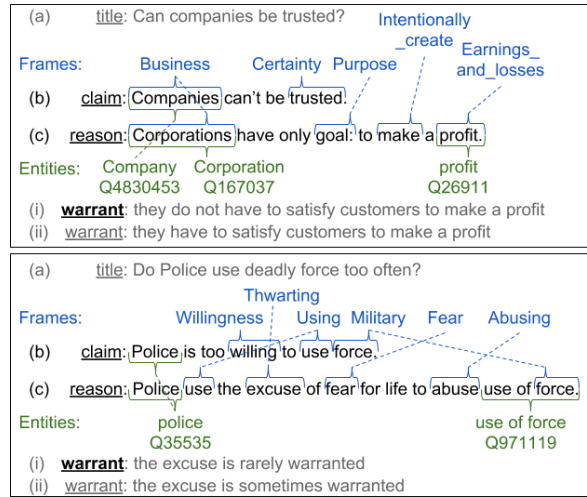 (a) title: Can companies be trusted?
Intentionally
_create
Earnings_
and_losses
Frames: Business Certainty Purpose
(b) claim: Companies can't be trusted.
(c) reason: Corporations have only goal: to make a profit.
Entities: Company Corporation profit
Q4830453 Q167037 Q26911
(i) warrant: they do not have to satisfy customers to make a profit
(ii) warrant: they have to satisfy customers to make a profit
(a) title: Do Police use deadly force too often?
Thwarting
Frames: Willingness Using Military Fear Abusing
(b) claim: Police is too willing to use force.
(c) reason: Police use the excuse of fear for life to abuse use of force.
Entities: police use of force
Q35535 Q971119
(i) warrant: the excuse is rarely warranted
(ii) warrant: the excuse is sometimes warranted